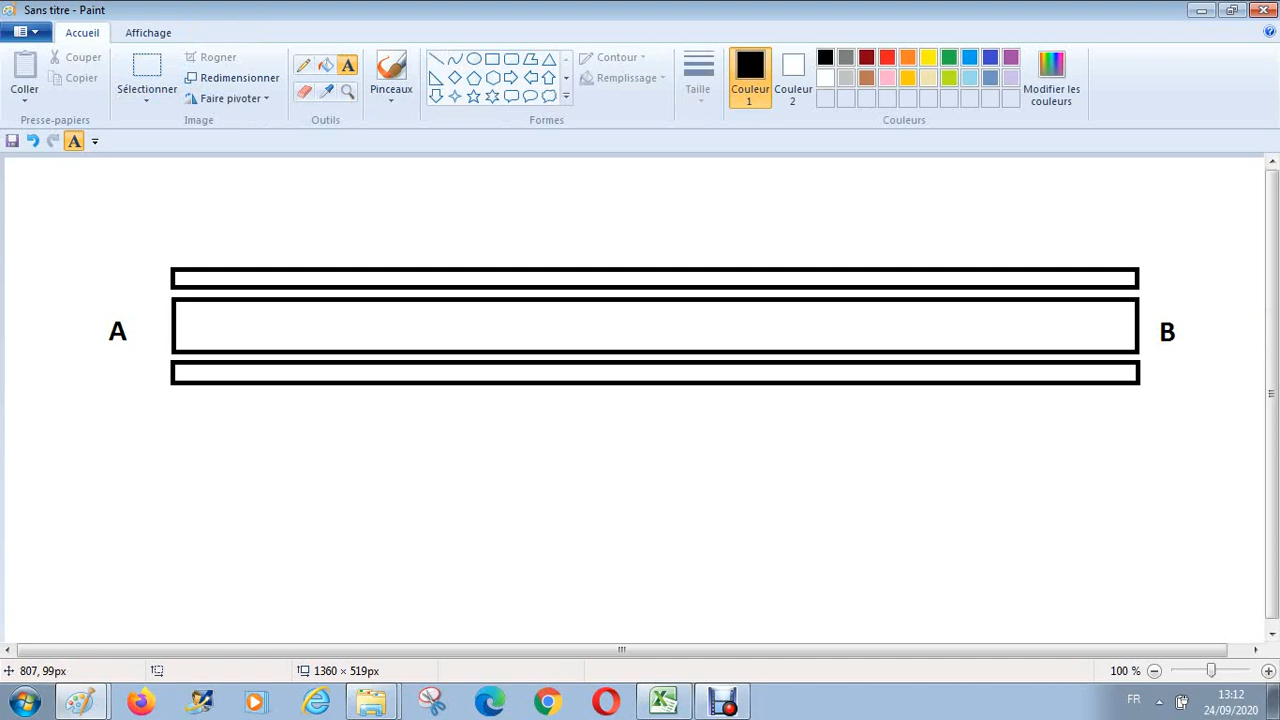 Sans titre - Paint
Accueil
Affichage
Coller
Couper
Copier
Presse-papiers
Sélectionner
Rogner
Redimensionner
Faire pivoter
Image
A
Outils
Pinceaux
Contour
Remplissage
Formes
Taille
Couleur 1
Couleur 2
Modifier les couleurs
Couleurs
A
A
B
807, 99px
1360 × 519px
100 %
FR
13:12
24/09/2020